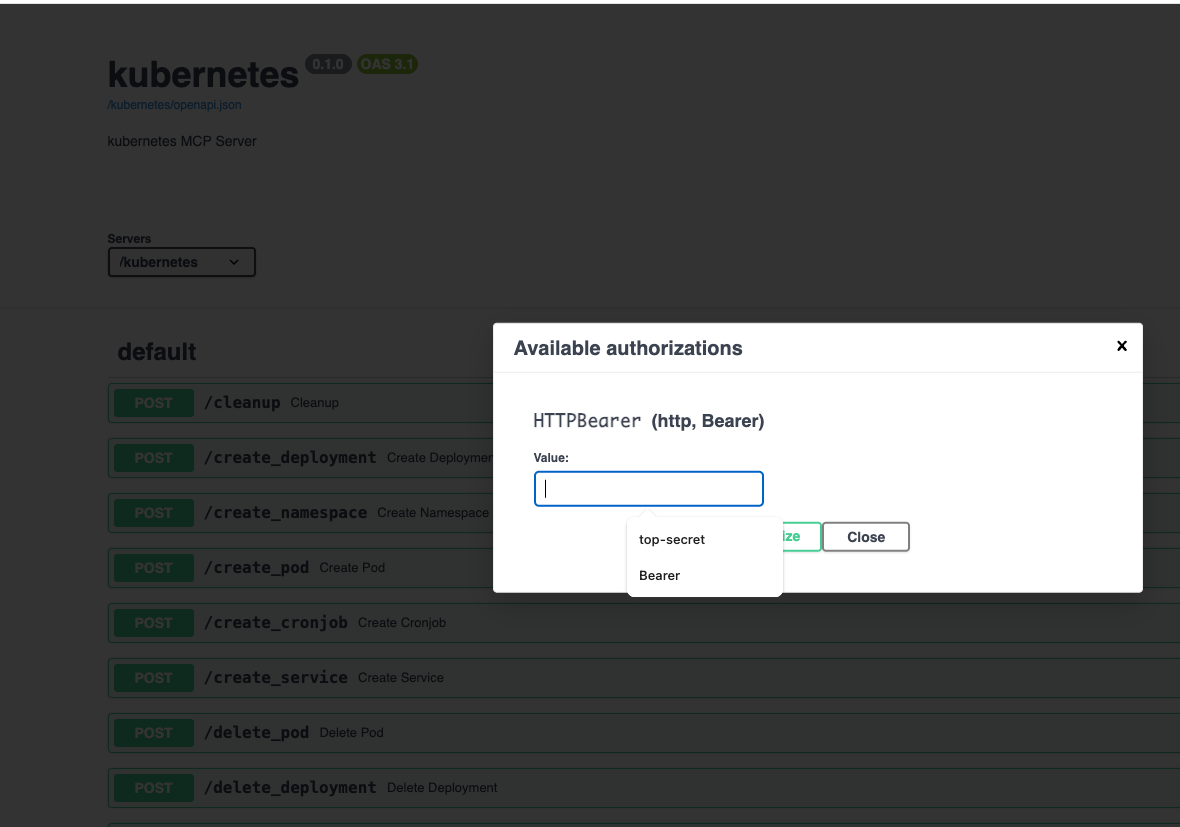 kubernetes 0.1.0 OAS 3.1
/kubernetes/openapi.json
kubernetes MCP Server
Servers
/kubernetes
default
Available authorizations x
HTTPBearer (http, Bearer)
Value:
top-secret
Bearer
ize Close
POST /cleanup Cleanup
POST /create_deployment Create Deployment
POST /create_namespace Create Namespace
POST /create_pod Create Pod
POST /create_cronjob Create Cronjob
POST /create_service Create Service
POST /delete_pod Delete Pod
POST /delete_deployment Delete Deployment